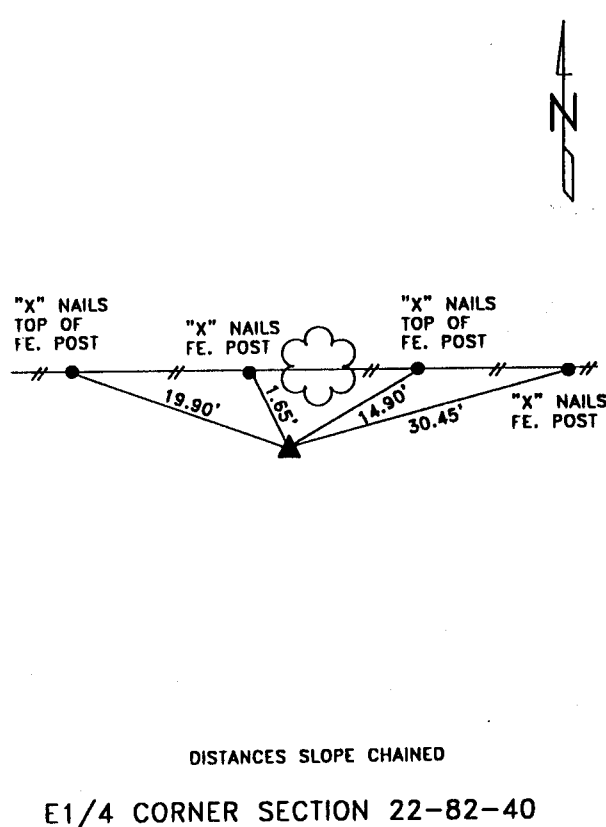 N
"X" NAILS
TOP OF
FE. POST
"X" NAILS
FE. POST
"X" NAILS
TOP OF
FE. POST
"X" NAILS
FE. POST
19.90'
1.65'
14.90'
30.45'
DISTANCES SLOPE CHAINED
E1/4 CORNER SECTION 22-82-40